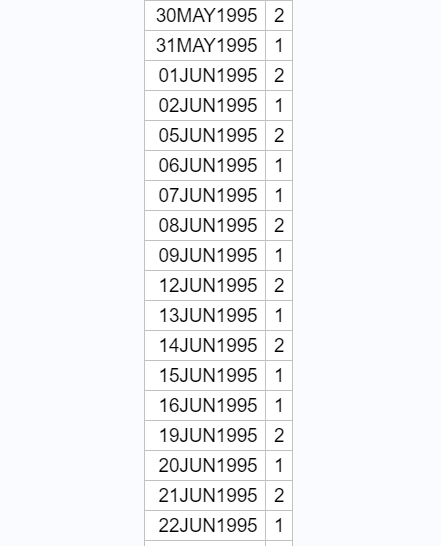 30MAY1995 2
31MAY1995 1
01JUN1995 2
02JUN1995 1
05JUN1995 2
06JUN1995 1
07JUN1995 1
08JUN1995 2
09JUN1995 1
12JUN1995 2
13JUN1995 1
14JUN1995 2
15JUN1995 1
16JUN1995 1
19JUN1995 2
20JUN1995 1
21JUN1995 2
22JUN1995 1